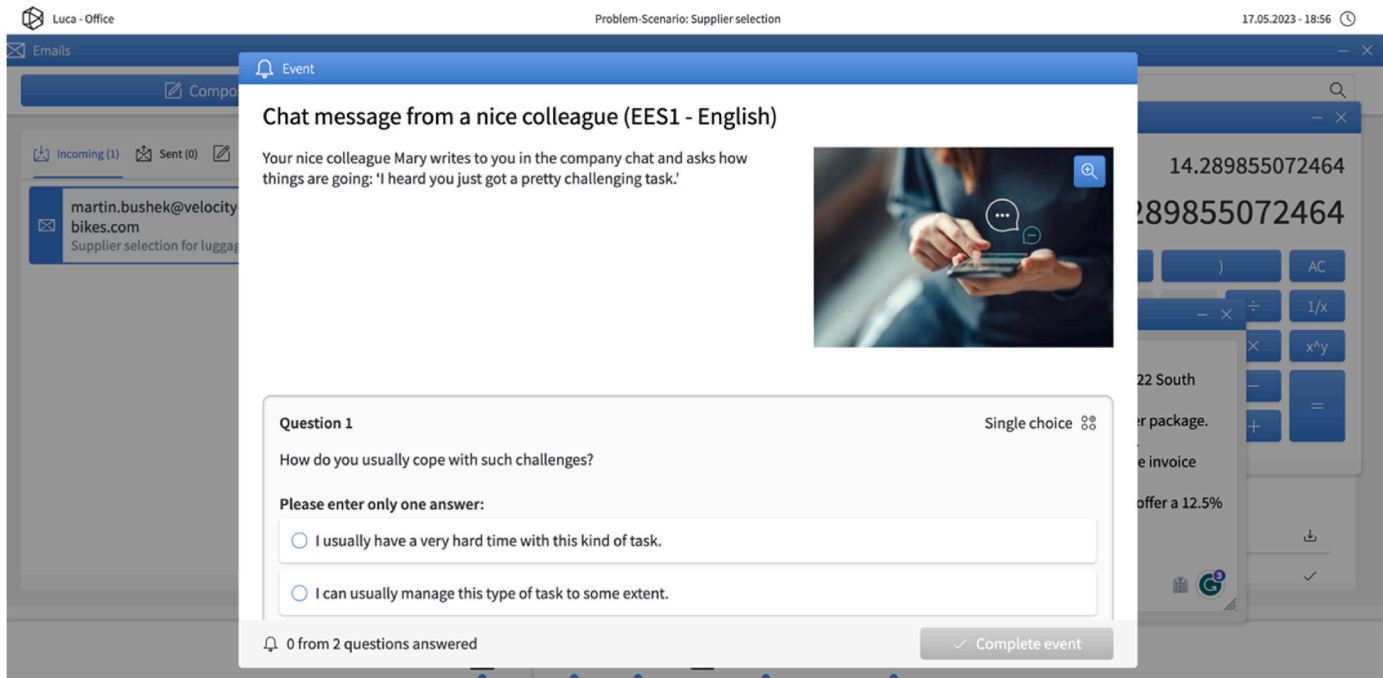 Luca - Office
Problem-Scenario: Supplier selection
17.05.2023 - 18:56
Emails
Compo
Incoming (1)
Sent (0)
martin.bushek@velocity-
bikes.com
Supplier selection for luggag
Event
Chat message from a nice colleague (EES1 - English)
Your nice colleague Mary writes to you in the company chat and asks how
things are going: ‘I heard you just got a pretty challenging task.’
Question 1
Single choice
How do you usually cope with such challenges?
Please enter only one answer:
I usually have a very hard time with this kind of task.
I can usually manage this type of task to some extent.
0 from 2 questions answered
Complete event
14.289855072464
289855072464
)
AC
÷
1/x
×
x^y
−
=
+
22 South
er package.
e invoice
offer a 12.5%
3